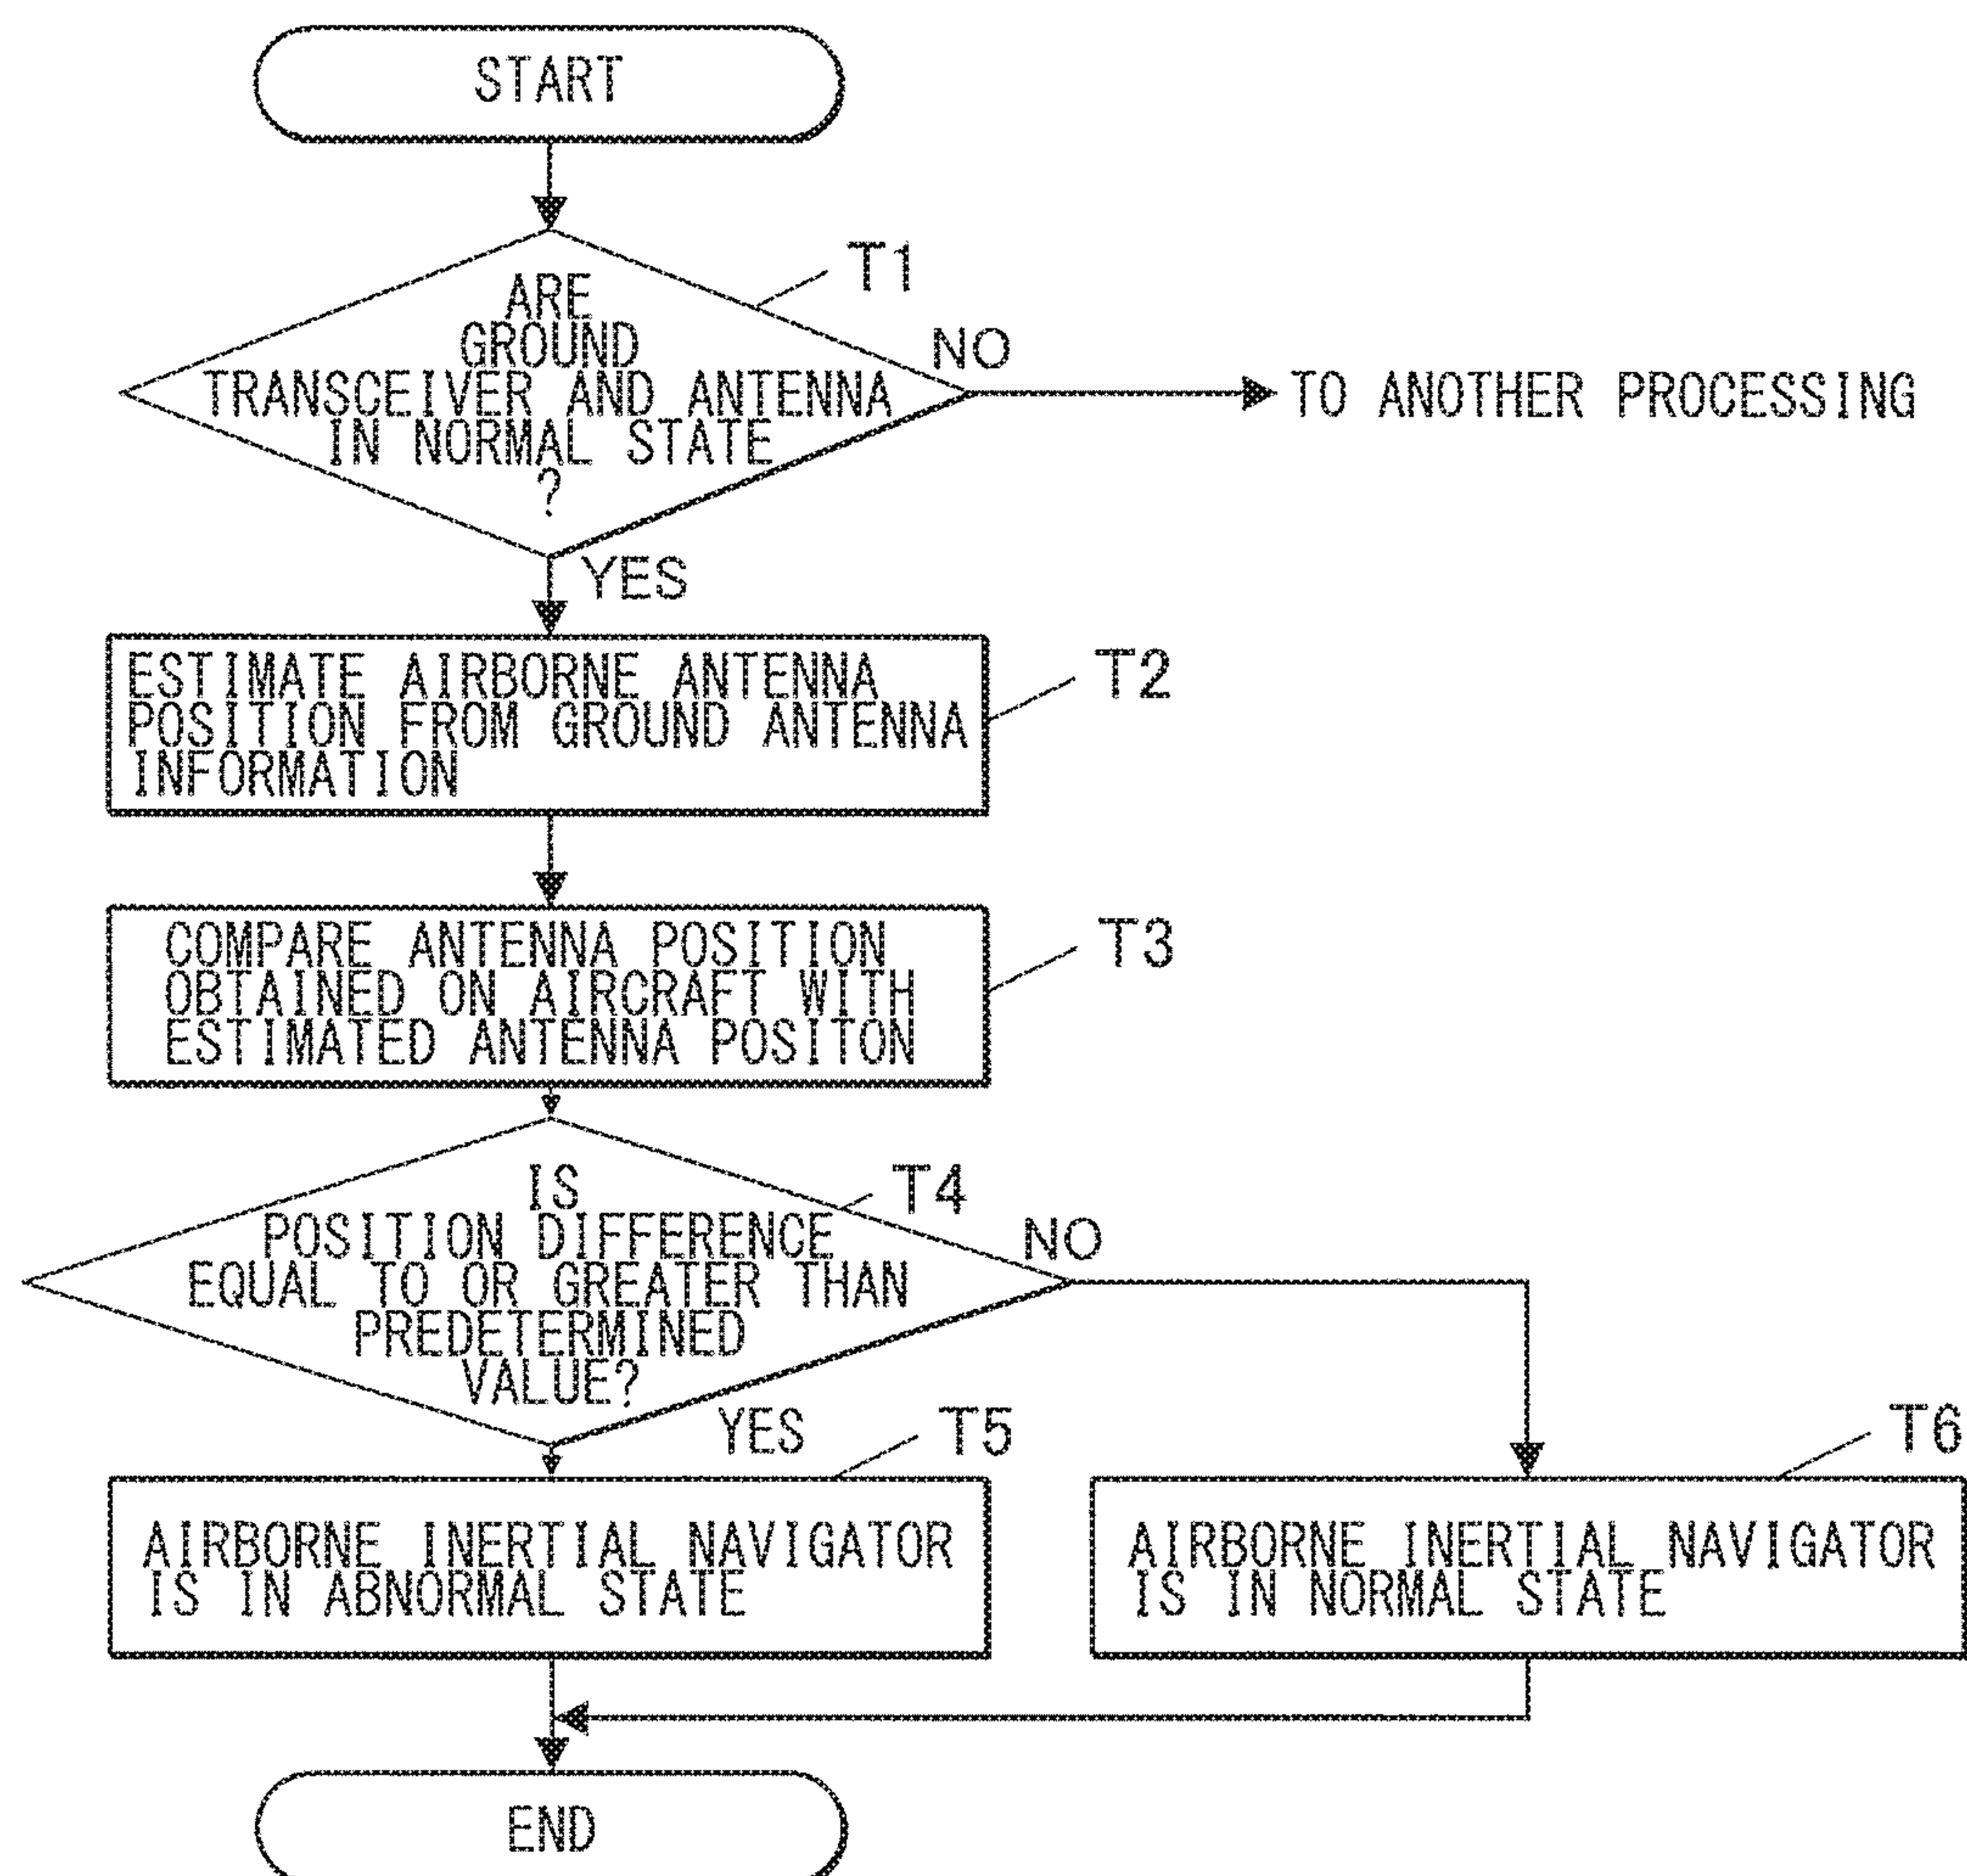 START
T1
ARE
GROUND
TRANSCEIVER AND ANTENNA
IN NORMAL STATE
?
NO
TO ANOTHER PROCESSING
YES
ESTIMATE AIRBORNE ANTENNA
POSITION FROM GROUND ANTENNA
INFORMATION
T2
COMPARE ANTENNA POSITION
OBTAINED ON AIRCRAFT WITH
ESTIMATED ANTENNA POSITON
T3
IS
POSITION DIFFERENCE
EQUAL TO OR GREATER THAN
PREDETERMINED
VALUE?
T4
NO
YES
T5
AIRBORNE INERTIAL NAVIGATOR
IS IN ABNORMAL STATE
T6
AIRBORNE INERTIAL NAVIGATOR
IS IN NORMAL STATE
END